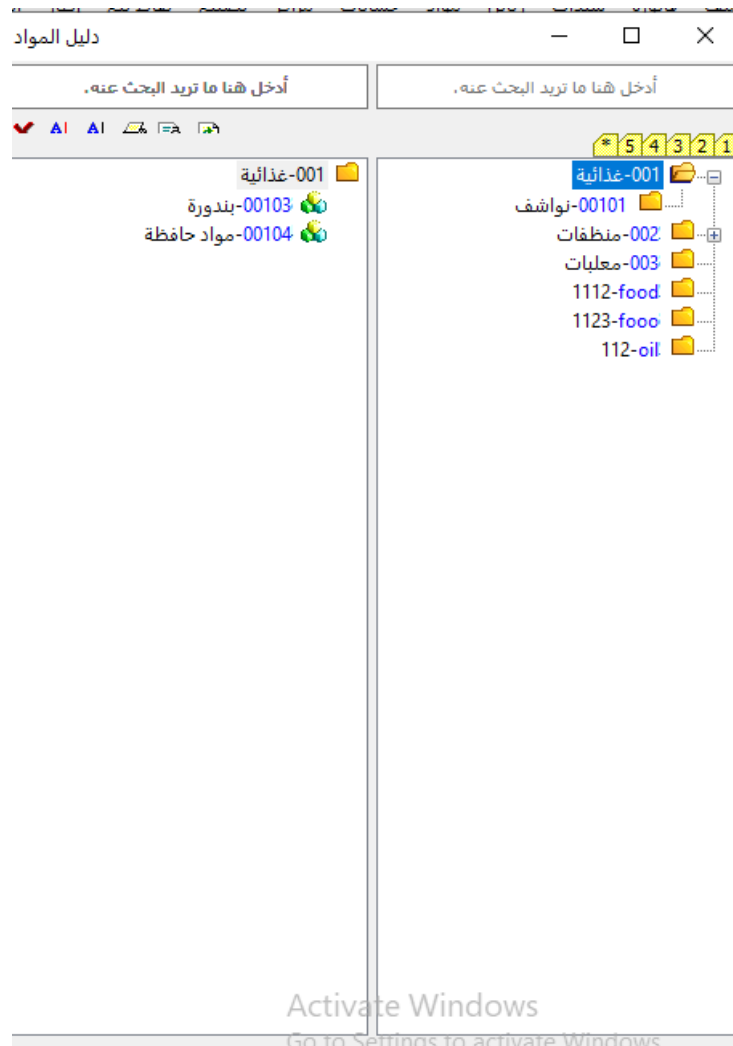 دليل المواد
أدخل هنا ما تريد البحث عنه.
أدخل هنا ما تريد البحث عنه.
1 2 3 4 5 *
001-غذائية
00101-نواشف
002-منظفات
003-معلبات
1112-food
1123-fooo
112-oil
001-غذائية
00103-بندورة
00104-مواد حافظة
Activate Windows
Go to Settings to activate Windows